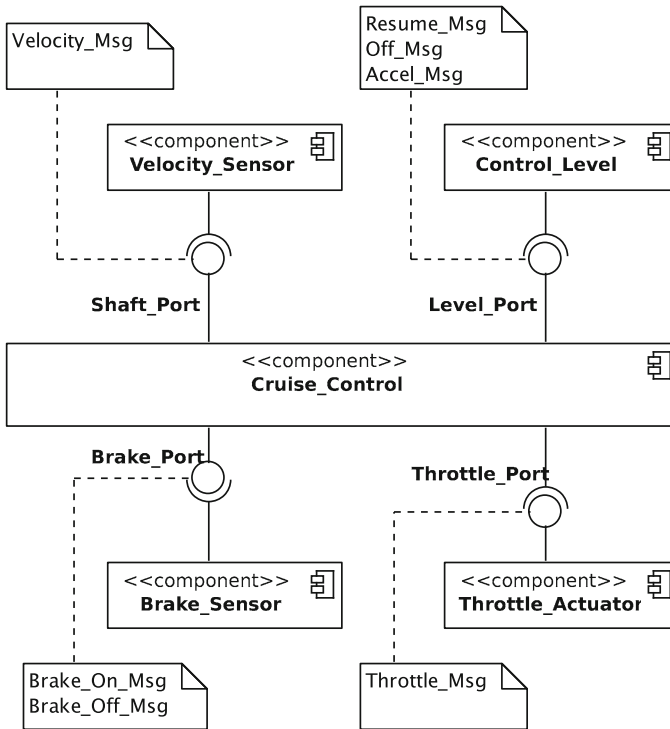 Velocity_Msg
Resume_Msg
Off_Msg
Accel_Msg
<<component>>
Velocity_Sensor
<<component>>
Control_Level
Shaft_Port
Level_Port
<<component>>
Cruise_Control
Brake_Port
Throttle_Port
<<component>>
Brake_Sensor
<<component>>
Throttle_Actuator
Brake_On_Msg
Brake_Off_Msg
Throttle_Msg